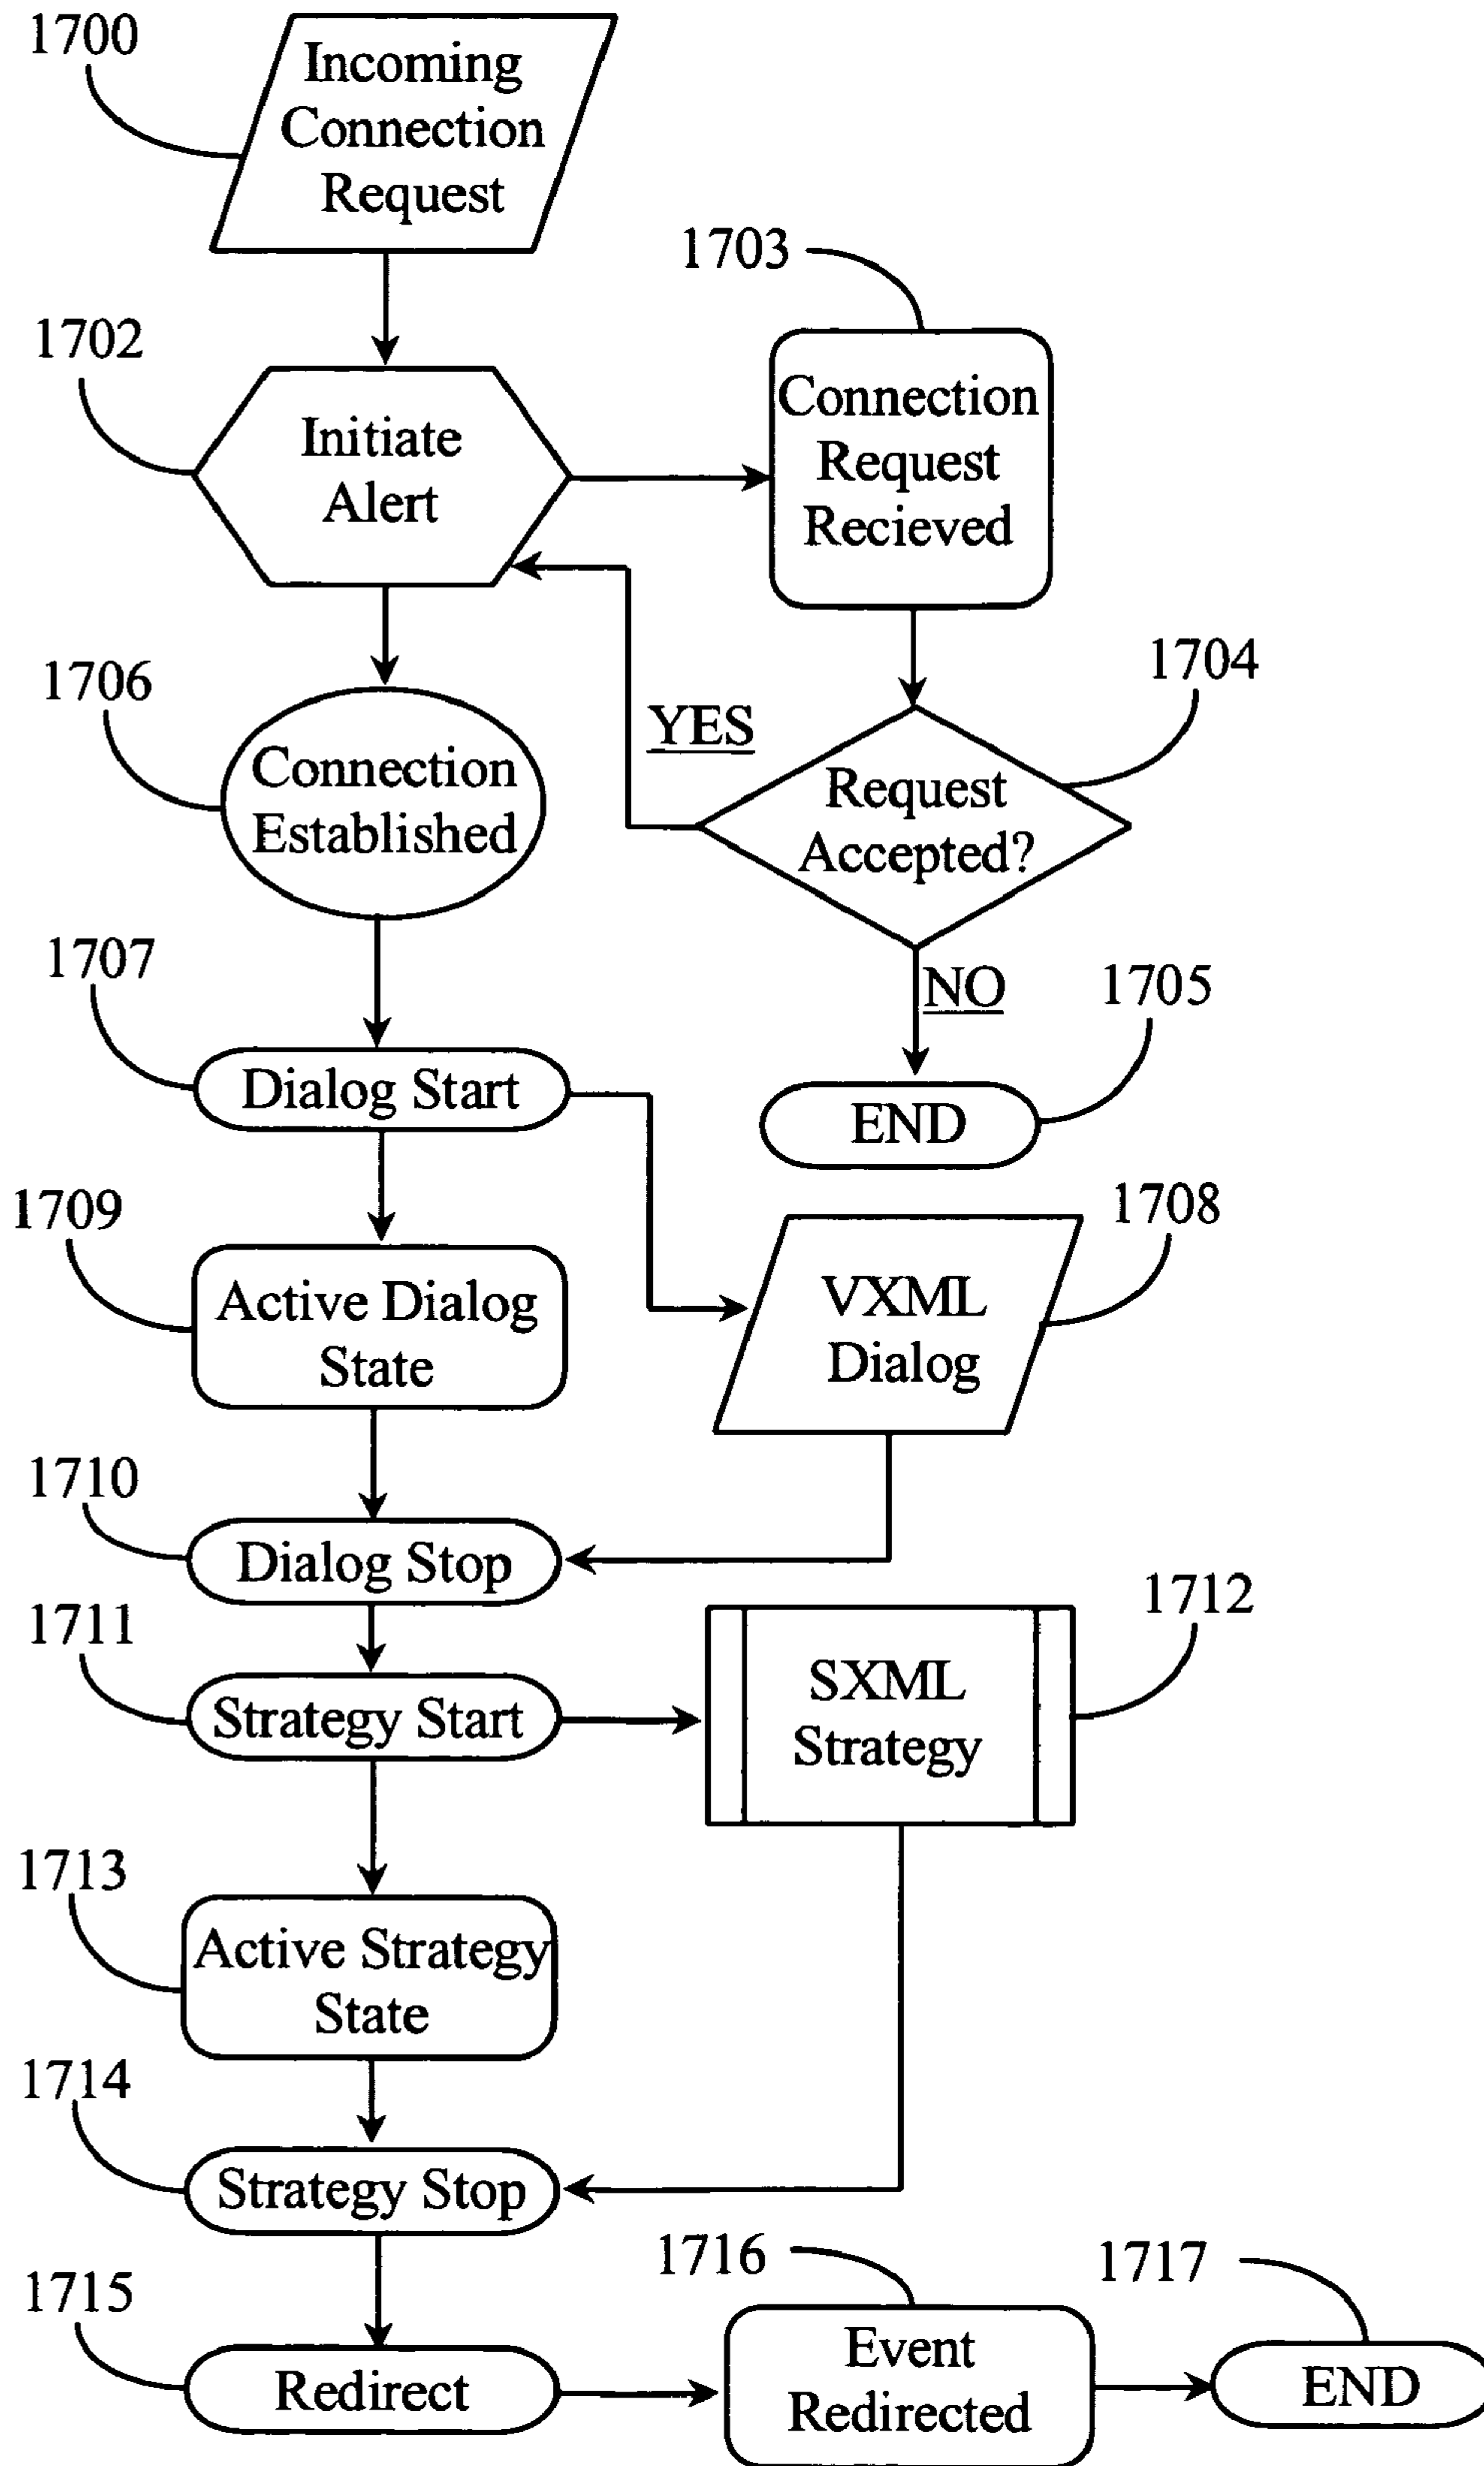 1700
Incoming
Connection
Request
1703
1702
Initiate
Alert
Connection
Request
Recieved
1706
Connection
Established
YES
1704
Request
Accepted?
NO
1705
END
1707
Dialog Start
1709
Active Dialog
State
1708
VXML
Dialog
1710
Dialog Stop
1711
Strategy Start
1712
SXML
Strategy
1713
Active Strategy
State
1714
Strategy Stop
1715
Redirect
1716
Event
Redirected
1717
END